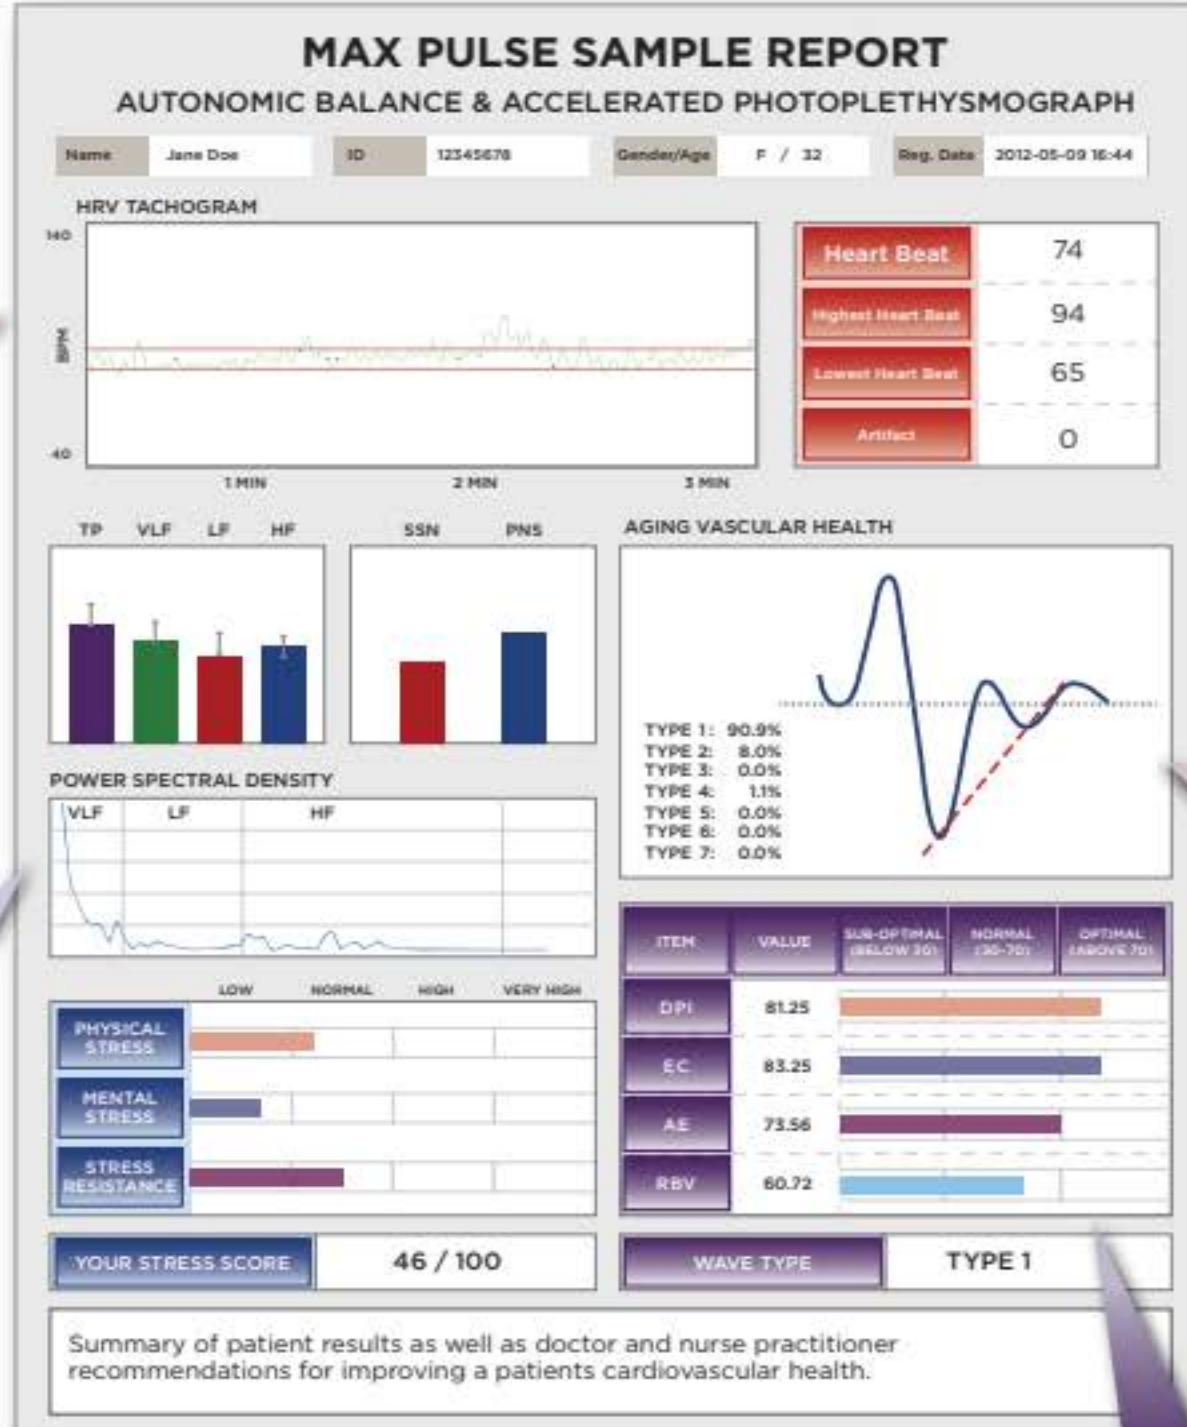 MAX PULSE SAMPLE REPORT
AUTONOMIC BALANCE & ACCELERATED PHOTOPLETHYSMOGRAPH
Name Jane Doe ID 12345678 Gender/Age F / 32 Reg. Date 2012-05-09 16:44
HRV TACHOGRAM
140
BPM
40
1 MIN 2 MIN 3 MIN
Heart Beat 74
Highest Heart Beat 94
Lowest Heart Beat 65
Artifact 0
TP VLF LF HF
SSN PNS
AGING VASCULAR HEALTH
TYPE 1: 90.9%
TYPE 2: 8.0%
TYPE 3: 0.0%
TYPE 4: 1.1%
TYPE 5: 0.0%
TYPE 6: 0.0%
TYPE 7: 0.0%
POWER SPECTRAL DENSITY
VLF LF HF
LOW NORMAL HIGH VERY HIGH
PHYSICAL
STRESS
MENTAL
STRESS
STRESS
RESISTANCE
YOUR STRESS SCORE 46 / 100
ITEM VALUE SUB-OPTIMAL (BELOW 30) NORMAL (30-70) OPTIMAL (ABOVE 70)
DPI 81.25
EC 83.25
AE 73.56
RBV 60.72
WAVE TYPE TYPE 1
Summary of patient results as well as doctor and nurse practitioner
recommendations for improving a patients cardiovascular health.